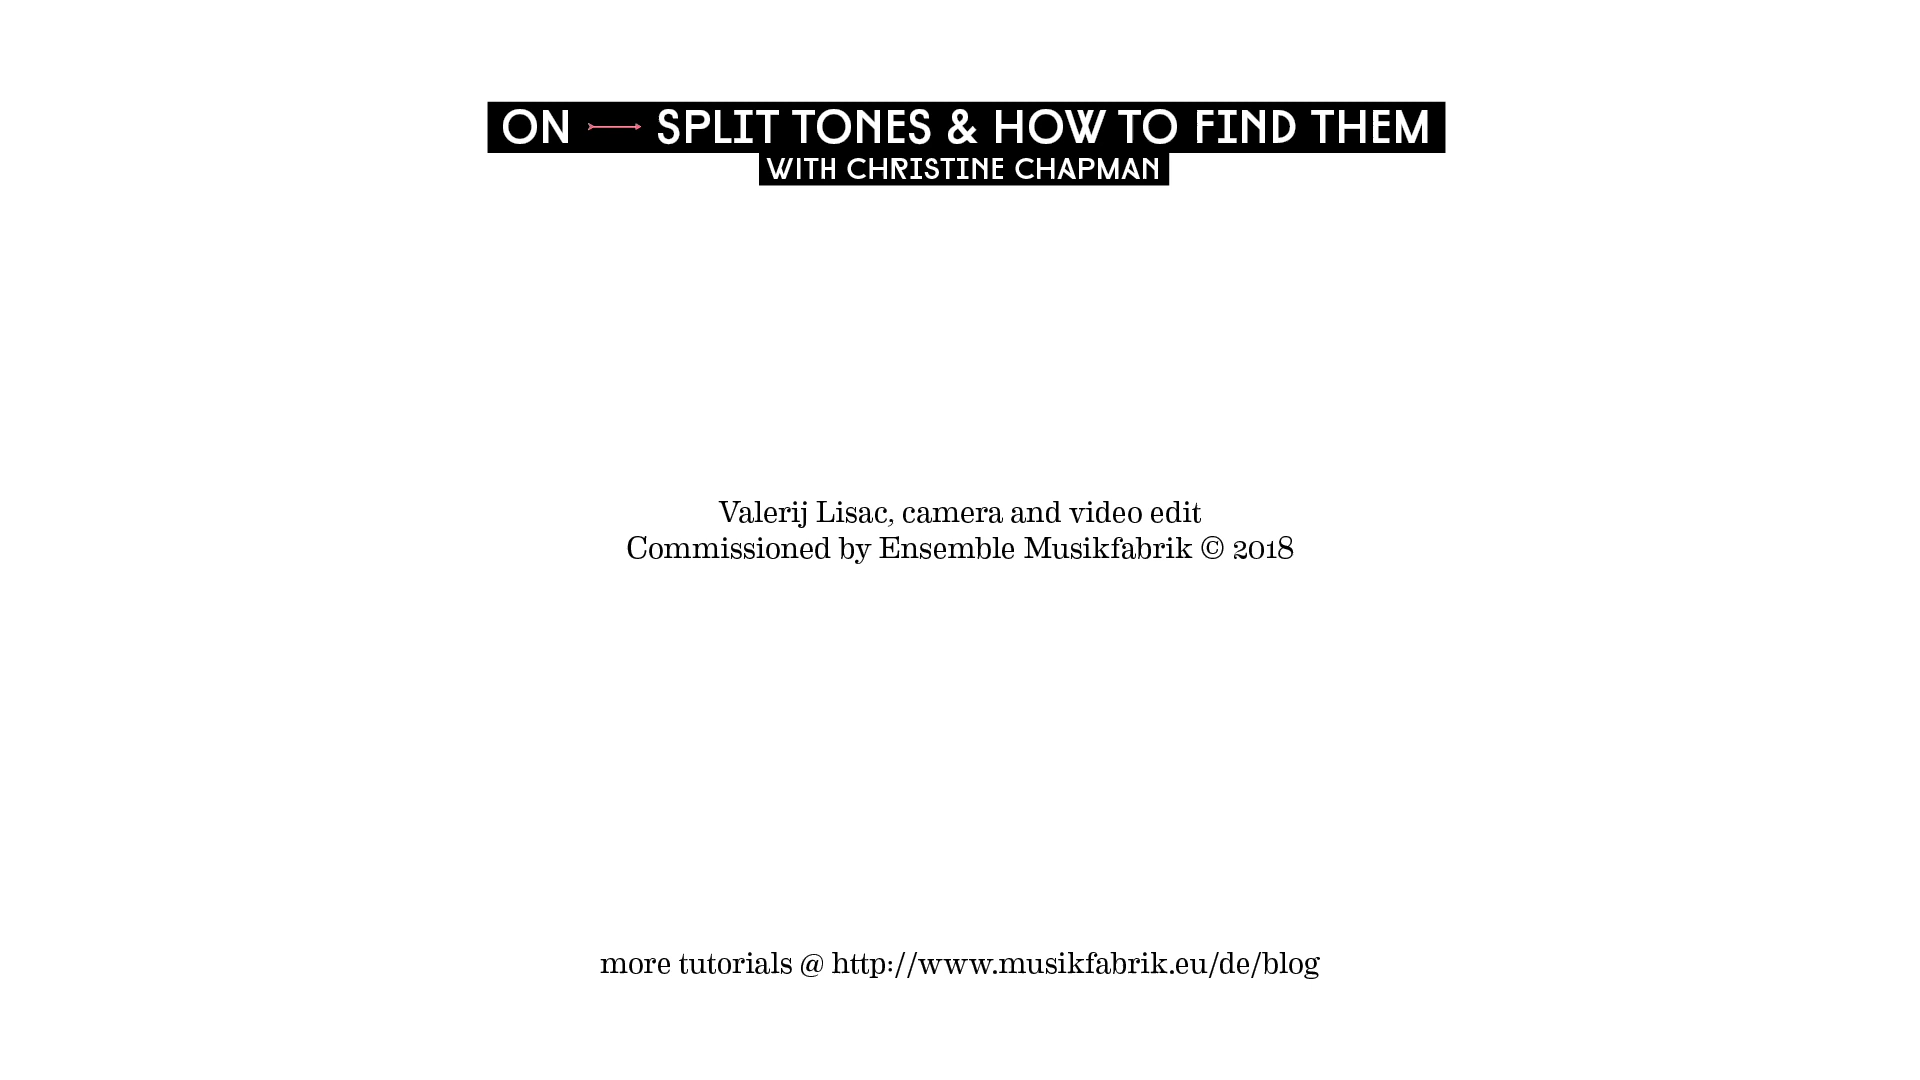 ON SPLIT TONES & HOW TO FIND THEM
WITH CHRISTINE CHAPMAN
Valerij Lisac, camera and video edit
Commissioned by Ensemble Musikfabrik © 2018
more tutorials @ http://www.musikfabrik.eu/de/blog